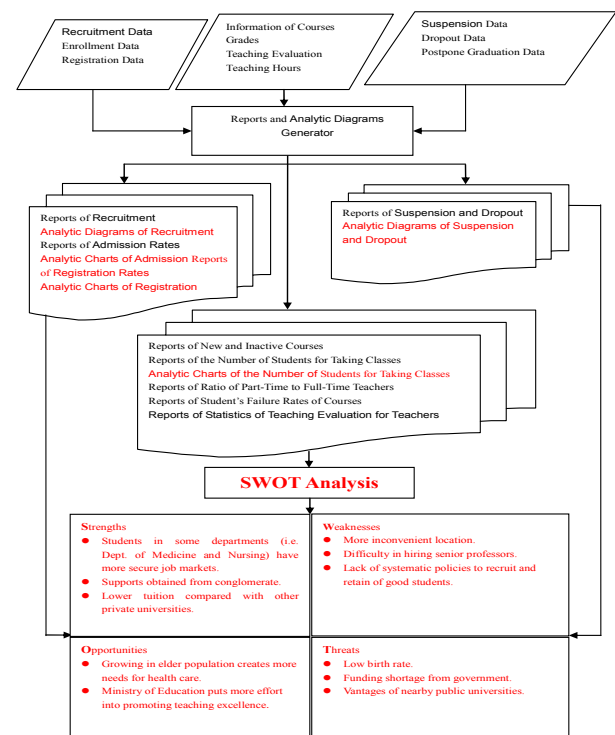 Recruitment Data
Enrollment Data
Registration Data
Information of Courses
Grades
Teaching Evaluation
Teaching Hours
Suspension Data
Dropout Data
Postpone Graduation Data
Reports and Analytic Diagrams
Generator
Reports of Recruitment
Analytic Diagrams of Recruitment
Reports of Admission Rates
Analytic Charts of Admission Reports
of Registration Rates
Analytic Charts of Registration
Reports of Suspension and Dropout
Analytic Diagrams of Suspension
and Dropout
Reports of New and Inactive Courses
Reports of the Number of Students for Taking Classes
Analytic Charts of the Number of Students for Taking Classes
Reports of Ratio of Part-Time to Full-Time Teachers
Reports of Student's Failure Rates of Courses
Reports of Statistics of Teaching Evaluation for Teachers
SWOT Analysis
Strengths
● Students in some departments (i.e.
Dept. of Medicine and Nursing) have
more secure job markets.
● Supports obtained from conglomerate.
● Lower tuition compared with other
private universities.
Weaknesses
● More inconvenient location.
● Difficulty in hiring senior professors.
● Lack of systematic policies to recruit and
retain of good students.
Opportunities
● Growing in elder population creates more
needs for health care.
● Ministry of Education puts more effort
into promoting teaching excellence.
Threats
● Low birth rate.
● Funding shortage from government.
● Vantages of nearby public universities.